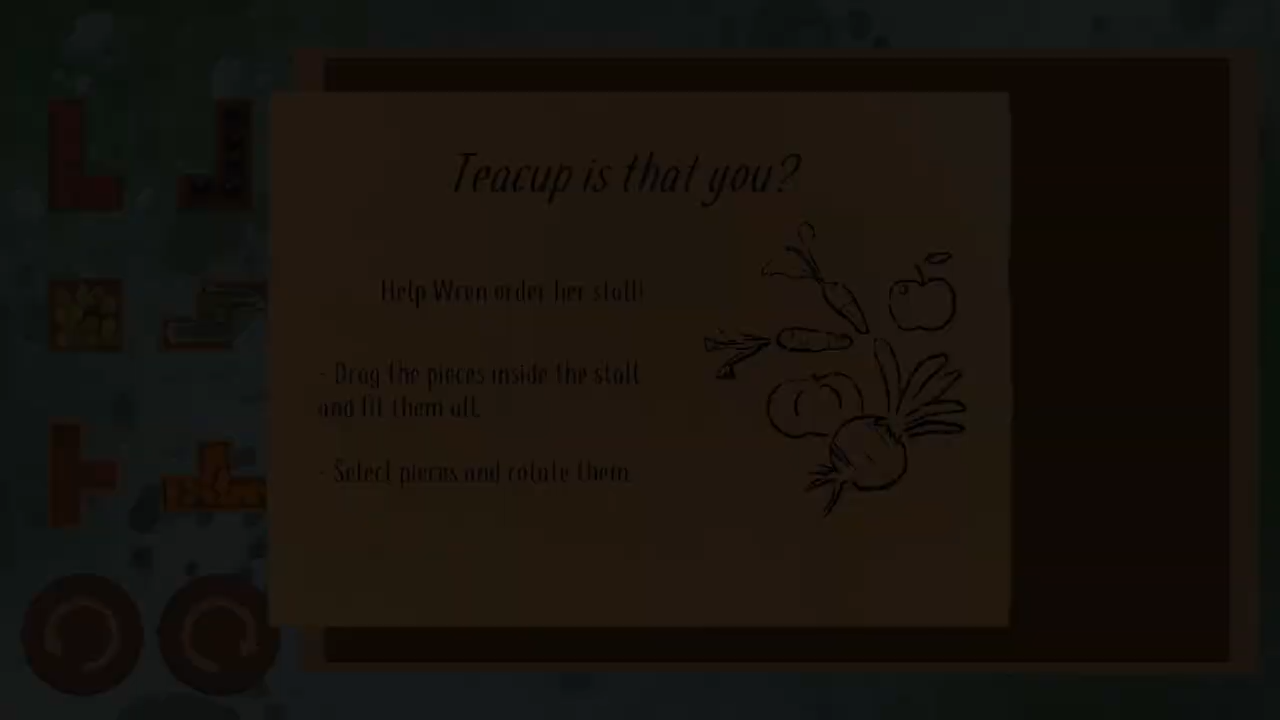 Teacup is that you?
Help Wren order her stall!
- Drag the pieces inside the stall
and fit them all.
- Select pieces and rotate them.